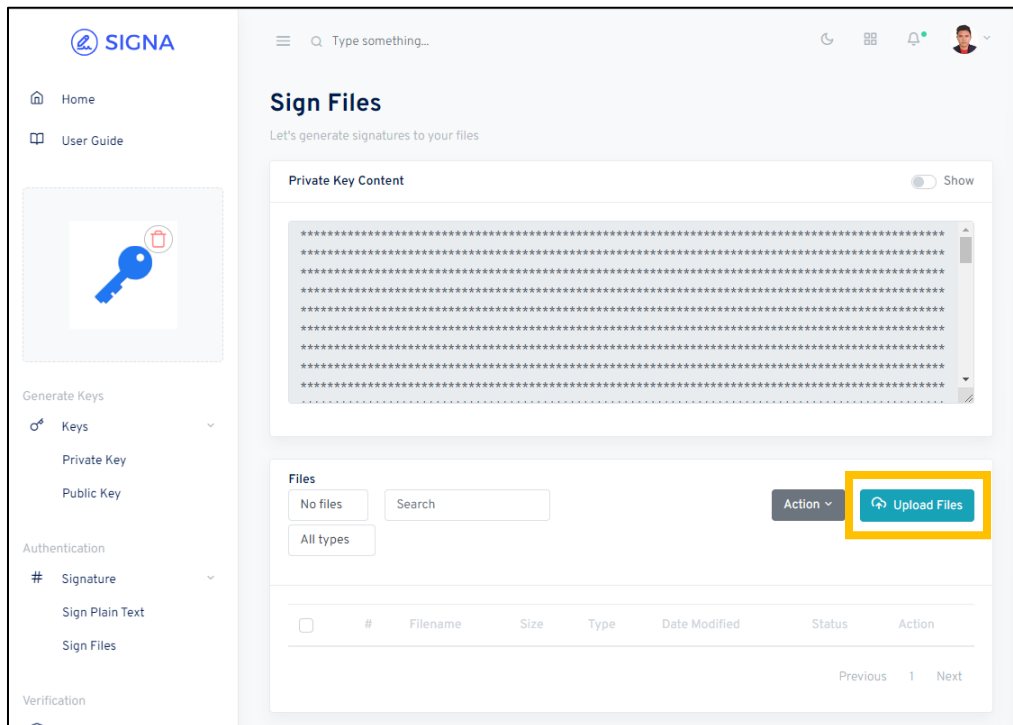 SIGNA
Type something...
Home
User Guide
Generate Keys
Keys
Private Key
Public Key
Authentication
# Signature
Sign Plain Text
Sign Files
Verification
Sign Files
Let's generate signatures to your files
Private Key Content
Show
************************************************************************************************
************************************************************************************************
************************************************************************************************
************************************************************************************************
************************************************************************************************
************************************************************************************************
************************************************************************************************
************************************************************************************************
************************************************************************************************
Files
No files
Search
Action
Upload Files
All types
# Filename Size Type Date Modified Status Action
Previous 1 Next